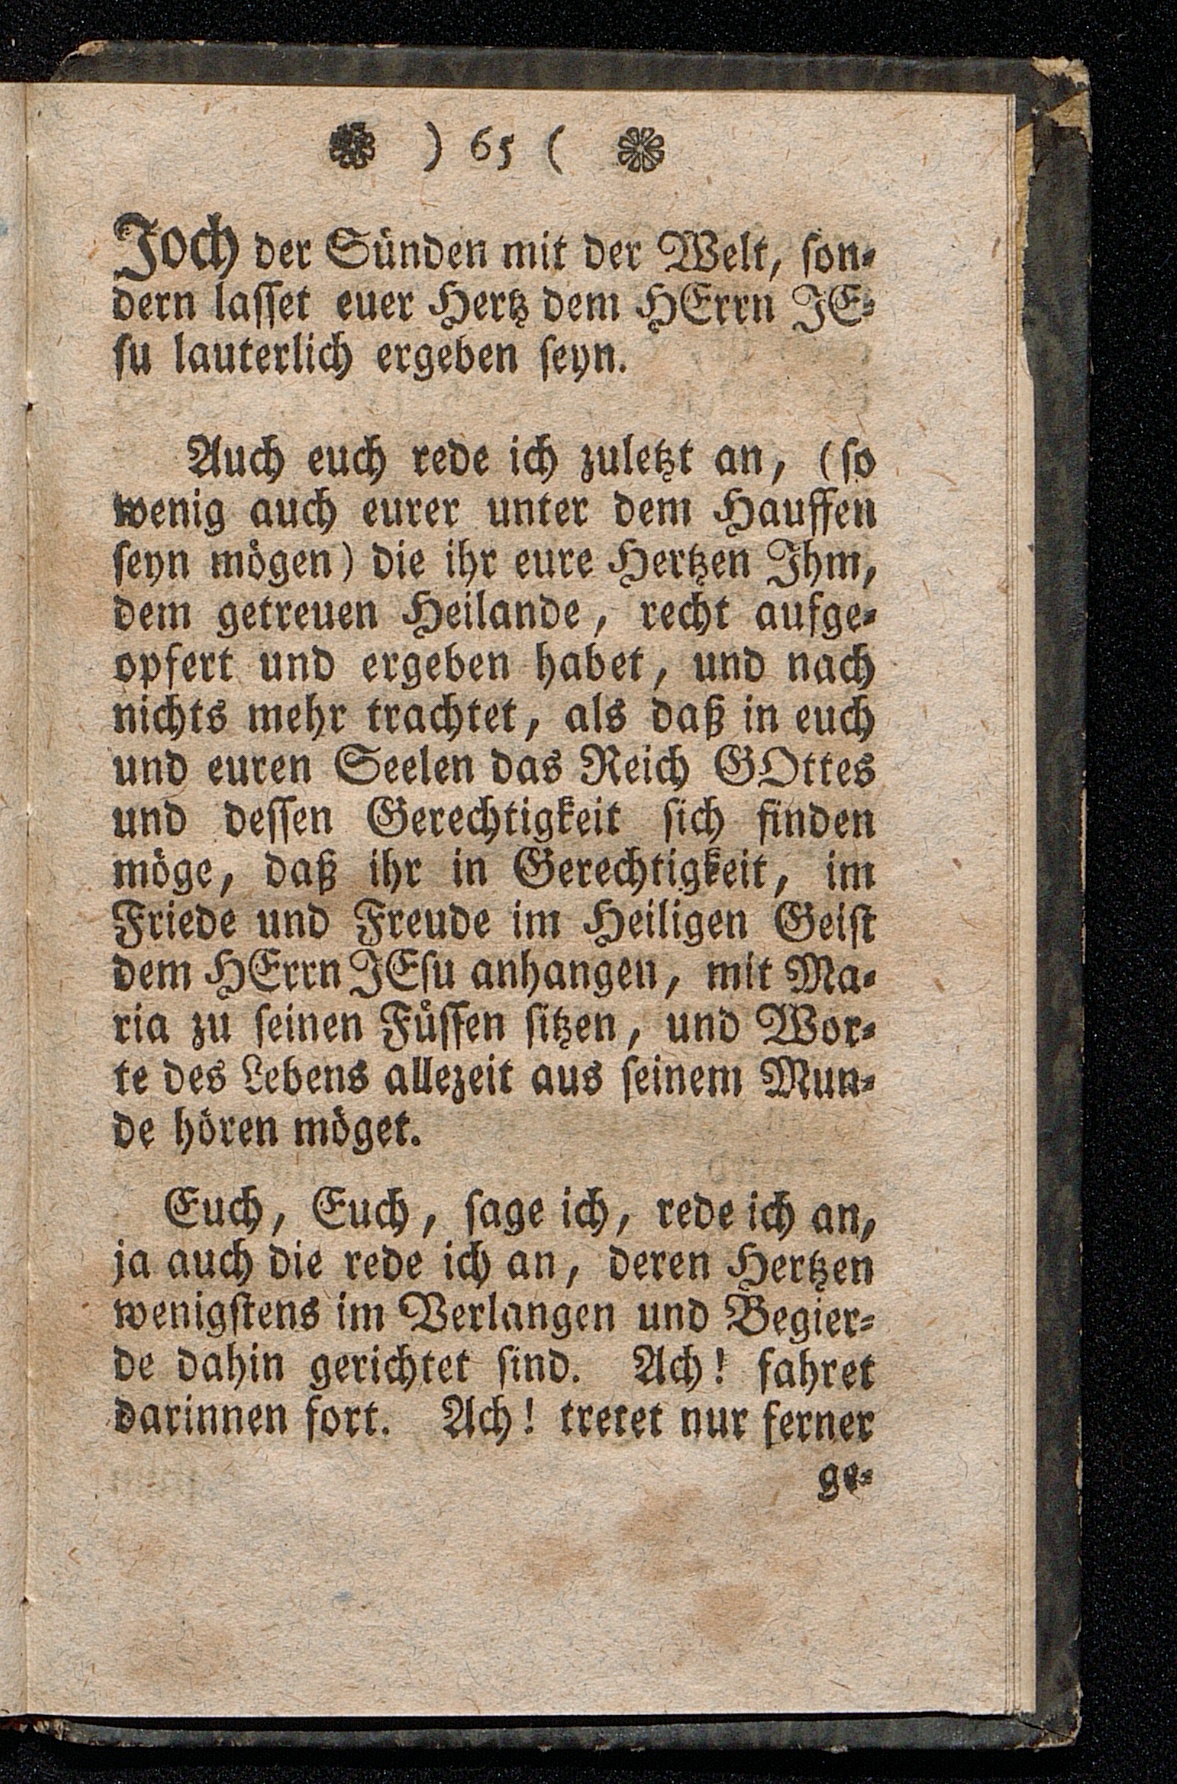 ) 65 (
Joch der Sünden mit der Welt, son-
dern lasset euer Hertz dem HErrn JE-
su lauterlich ergeben seyn.
Auch euch rede ich zuletzt an, (so
wenig auch eurer unter dem Hauffen
seyn mögen) die ihr eure Hertzen Ihm,
dem getreuen Heilande, recht aufge-
opfert und ergeben habet, und nach
nichts mehr trachtet, als daß in euch
und euren Seelen das Reich GOttes
und dessen Gerechtigkeit sich finden
möge, daß ihr in Gerechtigkeit, im
Friede und Freude im Heiligen Geist
dem HErrn JEsu anhangen, mit Ma-
ria zu seinen Füssen sitzen, und Wor-
te des Lebens allezeit aus seinem Mun-
de hören möget.
Euch, Euch, sage ich, rede ich an,
ja auch die rede ich an, deren Hertzen
wenigstens im Verlangen und Begier-
de dahin gerichtet sind. Ach! fahret
darinnen fort. Ach! tretet nur ferner
ge-